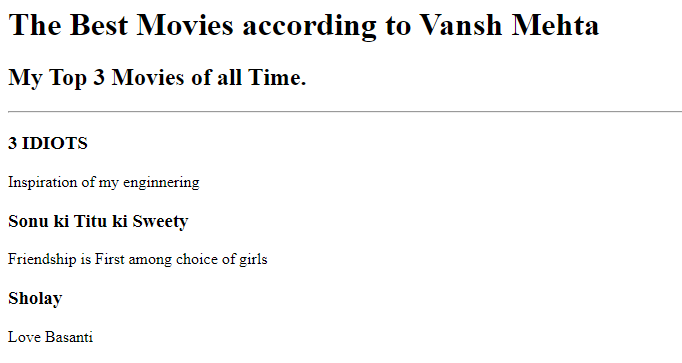 The Best Movies according to Vansh Mehta
My Top 3 Movies of all Time.
3 IDIOTS
Inspiration of my enginnering
Sonu ki Titu ki Sweety
Friendship is First among choice of girls
Sholay
Love Basanti